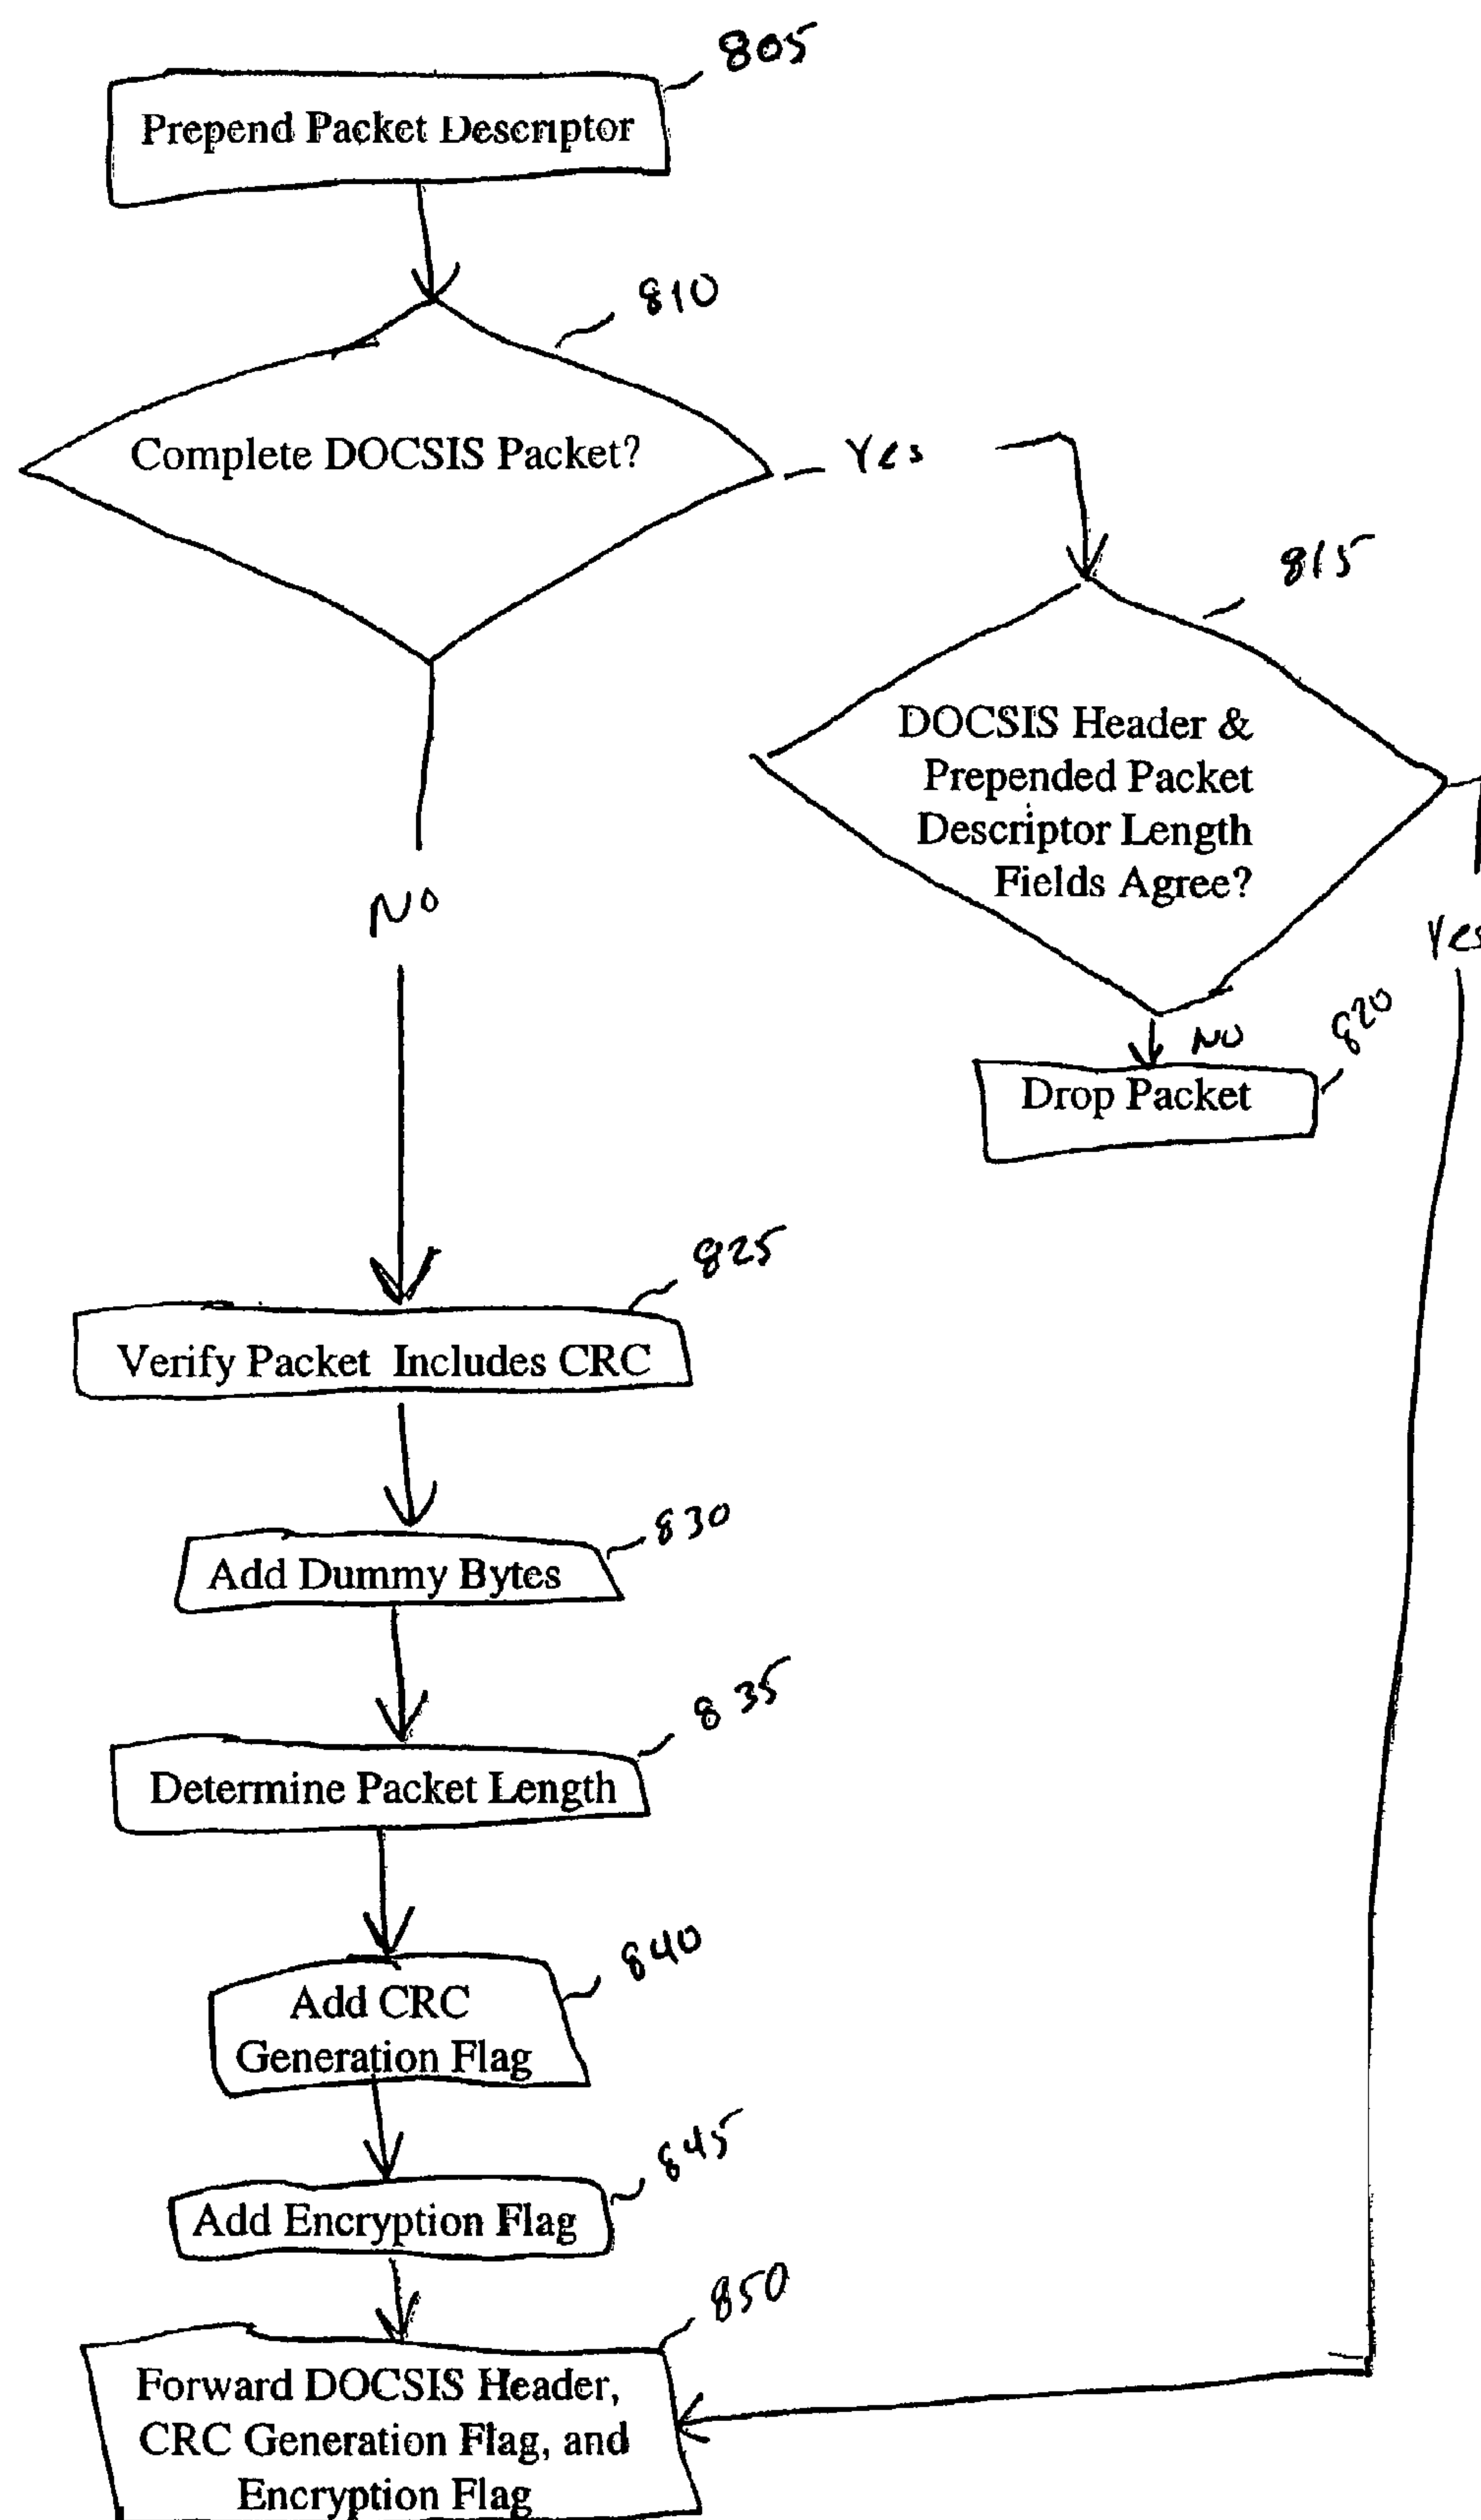 805
Prepend Packet Descriptor
810
Complete DOCSIS Packet?
Yes
815
DOCSIS Header &
Prepended Packet
Descriptor Length
Fields Agree?
Yes
No
NO
820
Drop Packet
825
Verify Packet Includes CRC
830
Add Dummy Bytes
835
Determine Packet Length
840
Add CRC
Generation Flag
845
Add Encryption Flag
850
Forward DOCSIS Header,
CRC Generation Flag, and
Encryption Flag